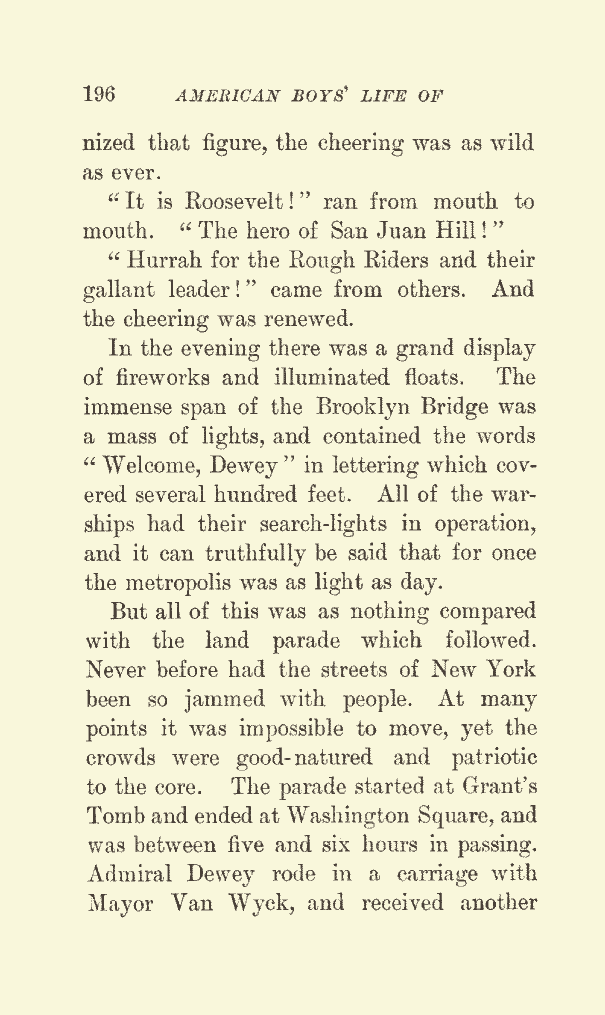 196 AMERICAN BOYS' LIFE OF
nized that figure, the cheering was as wild
as ever.
"It is Roosevelt!" ran from mouth to
mouth. "The hero of San Juan Hill!"
"Hurrah for the Rough Riders and their
gallant leader!" came from others. And
the cheering was renewed.
In the evening there was a grand display
of fireworks and illuminated floats. The
immense span of the Brooklyn Bridge was
a mass of lights, and contained the words
"Welcome, Dewey" in lettering which cov-
ered several hundred feet. All of the war-
ships had their search-lights in operation,
and it can truthfully be said that for once
the metropolis was as light as day.
But all of this was as nothing compared
with the land parade which followed.
Never before had the streets of New York
been so jammed with people. At many
points it was impossible to move, yet the
crowds were good-natured and patriotic
to the core. The parade started at Grant's
Tomb and ended at Washington Square, and
was between five and six hours in passing.
Admiral Dewey rode in a carriage with
Mayor Van Wyck, and received another